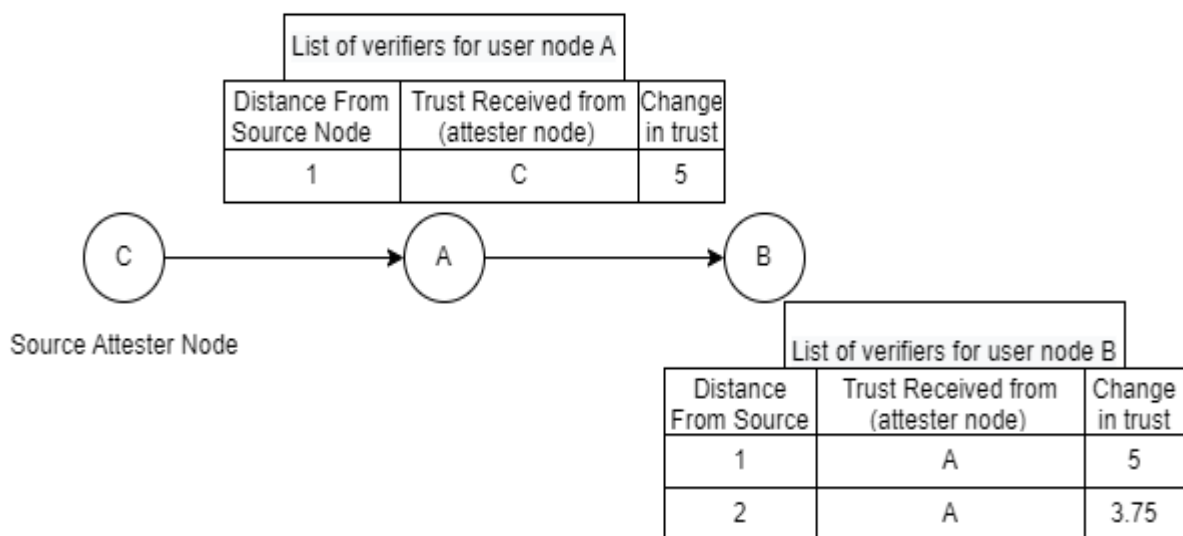 List of verifiers for user node A
Distance From
Source Node
Trust Received from
(attester node)
Change
in trust
1
C
5
C
A
B
Source Attester Node
List of verifiers for user node B
Distance
From Source
Trust Received from
(attester node)
Change
in trust
1
A
5
2
A
3.75